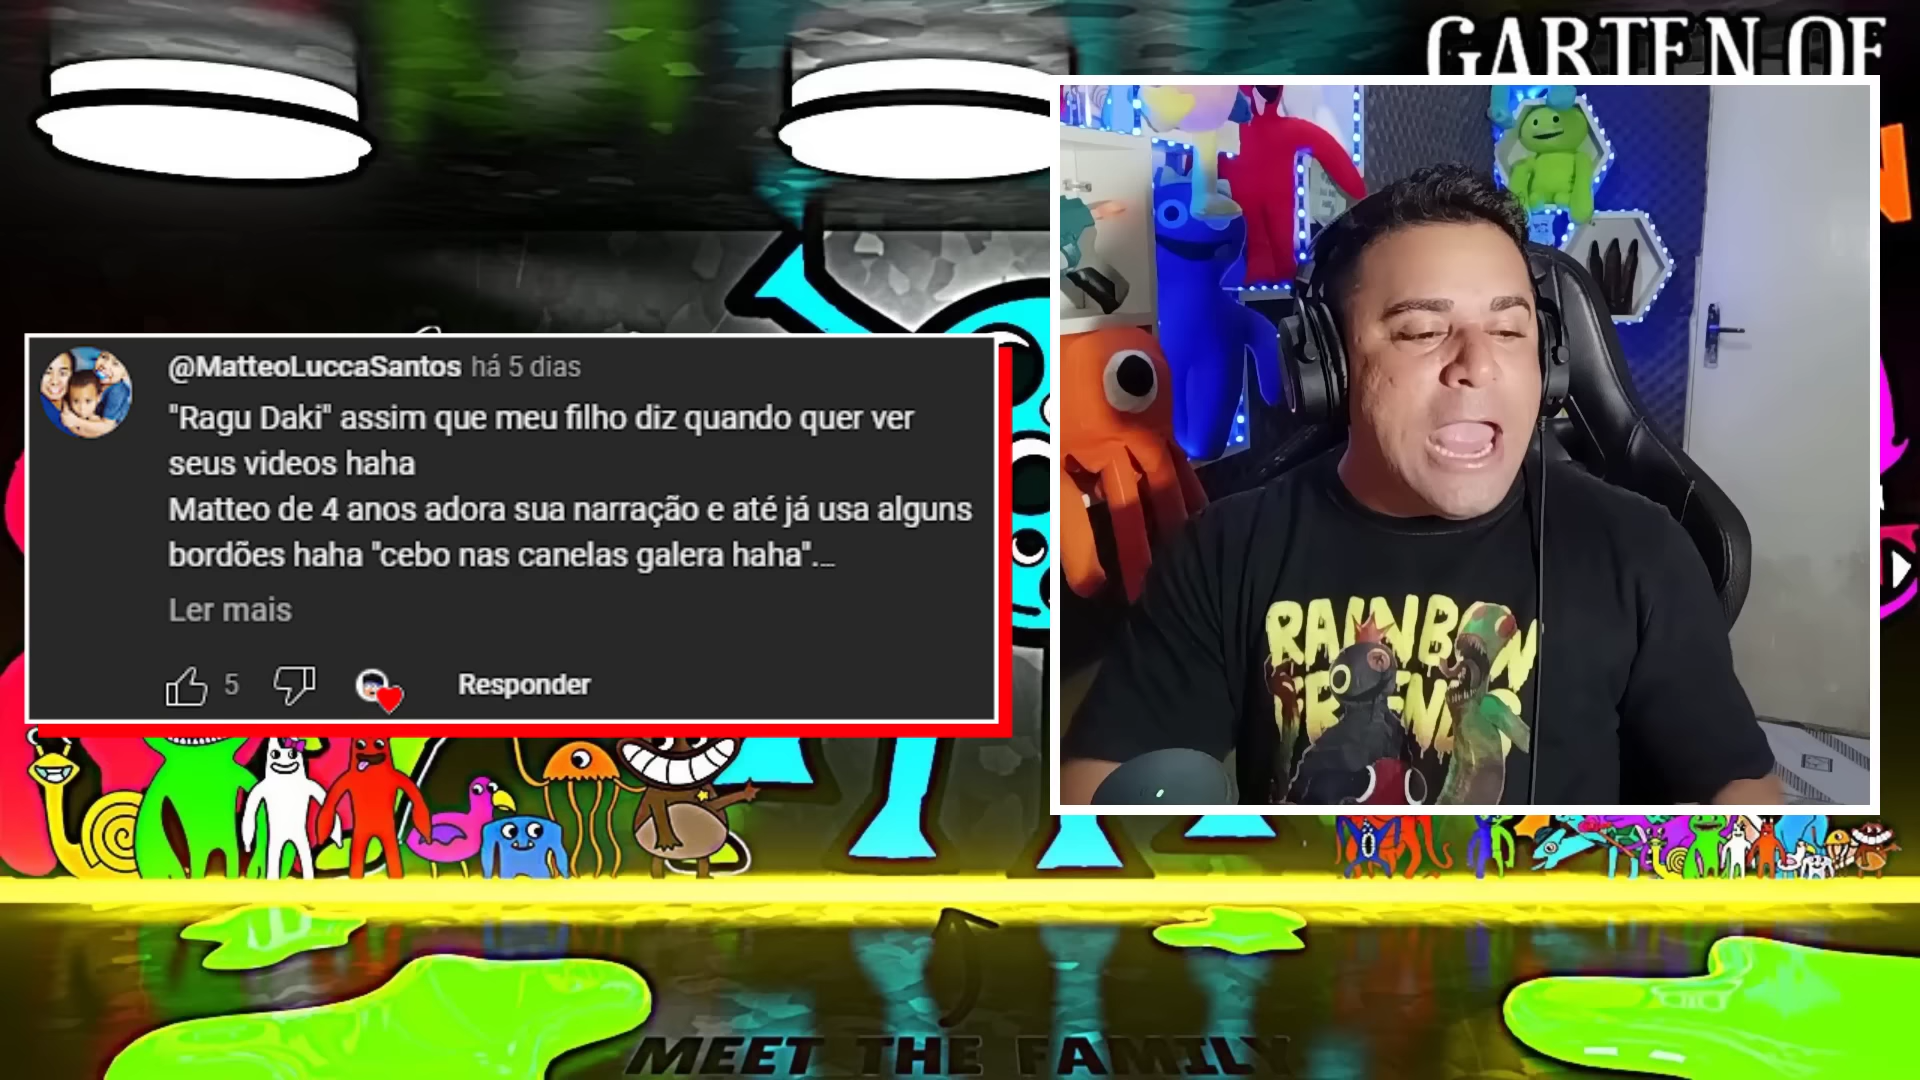 GARTEN OF
@MatteoLuccaSantos há 5 dias
"Ragu Daki" assim que meu filho diz quando quer ver
seus videos haha
Matteo de 4 anos adora sua narração e até já usa alguns
bordões haha "cebo nas canelas galera haha"....
Ler mais
5
Responder
RAINBOW
FRIENDS
MEET THE FAMILY